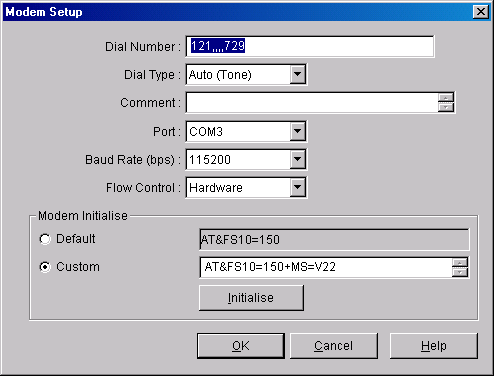 Modem Setup
Dial Number : 121,,,,729
Dial Type : Auto (Tone)
Comment :
Port : COM3
Baud Rate (bps) : 115200
Flow Control : Hardware
Modem Initialise
Default AT&FS10=150
Custom AT&FS10=150+MS=V22
Initialise
OK Cancel Help